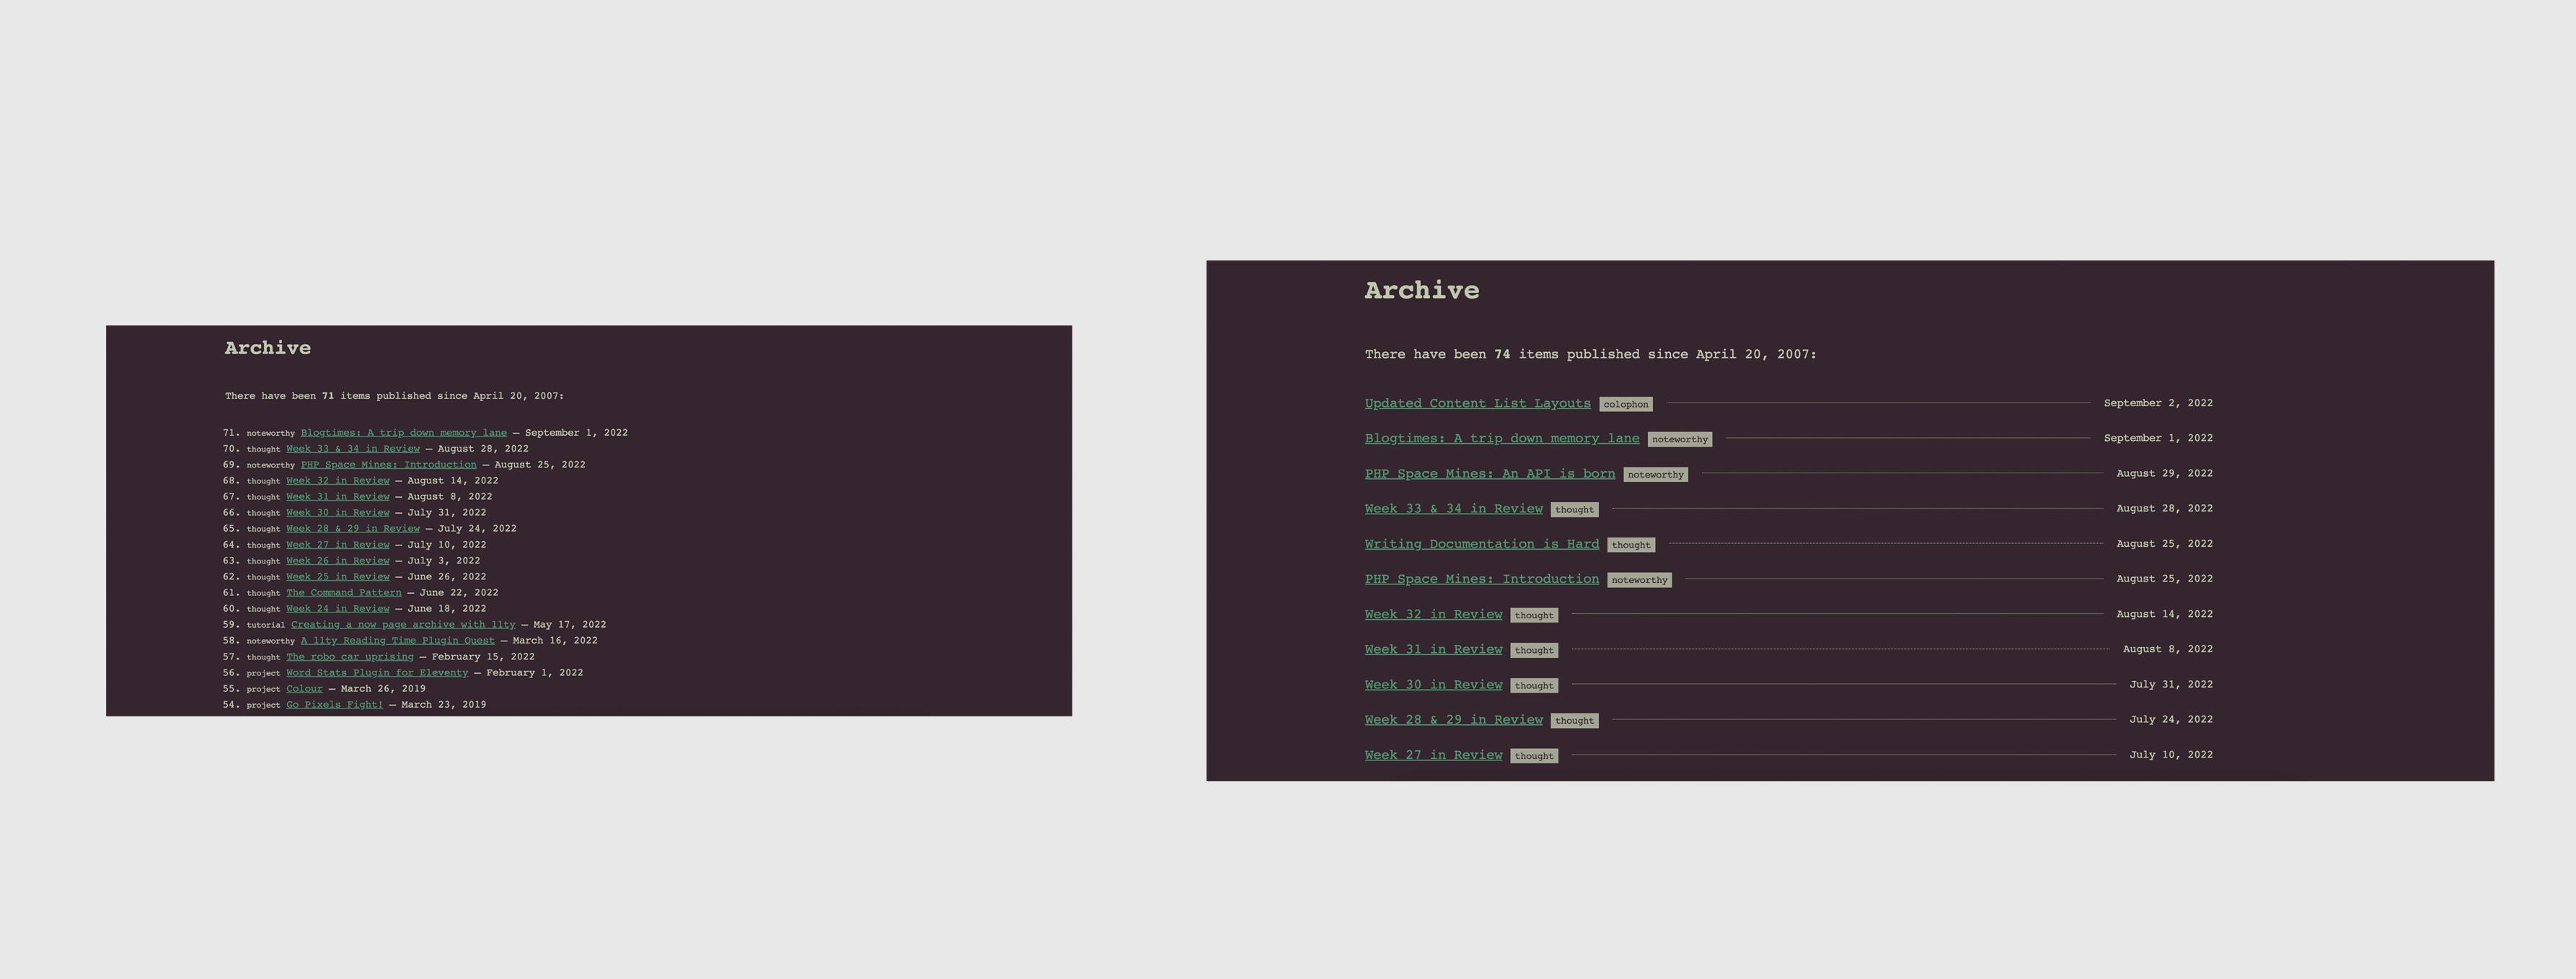 Archive
There have been 71 items published since April 20, 2007:
71. noteworthy Blogtimes: A trip down memory lane — September 1, 2022
70. thought Week 33 & 34 in Review — August 28, 2022
69. noteworthy PHP Space Mines: Introduction — August 25, 2022
68. thought Week 32 in Review — August 14, 2022
67. thought Week 31 in Review — August 8, 2022
66. thought Week 30 in Review — July 31, 2022
65. thought Week 28 & 29 in Review — July 24, 2022
64. thought Week 27 in Review — July 10, 2022
63. thought Week 26 in Review — July 3, 2022
62. thought Week 25 in Review — June 26, 2022
61. thought The Command Pattern — June 22, 2022
60. thought Week 24 in Review — June 18, 2022
59. tutorial Creating a now page archive with 11ty — May 17, 2022
58. noteworthy A 11ty Reading Time Plugin Quest — March 16, 2022
57. thought The robo car uprising — February 15, 2022
56. project Word Stats Plugin for Eleventy — February 1, 2022
55. project Colour — March 26, 2019
54. project Go Pixels Fight! — March 23, 2019
Archive
There have been 74 items published since April 20, 2007:
Updated Content List Layouts colophon September 2, 2022
Blogtimes: A trip down memory lane noteworthy September 1, 2022
PHP Space Mines: An API is born noteworthy August 29, 2022
Week 33 & 34 in Review thought August 28, 2022
Writing Documentation is Hard thought August 25, 2022
PHP Space Mines: Introduction noteworthy August 25, 2022
Week 32 in Review thought August 14, 2022
Week 31 in Review thought August 8, 2022
Week 30 in Review thought July 31, 2022
Week 28 & 29 in Review thought July 24, 2022
Week 27 in Review thought July 10, 2022